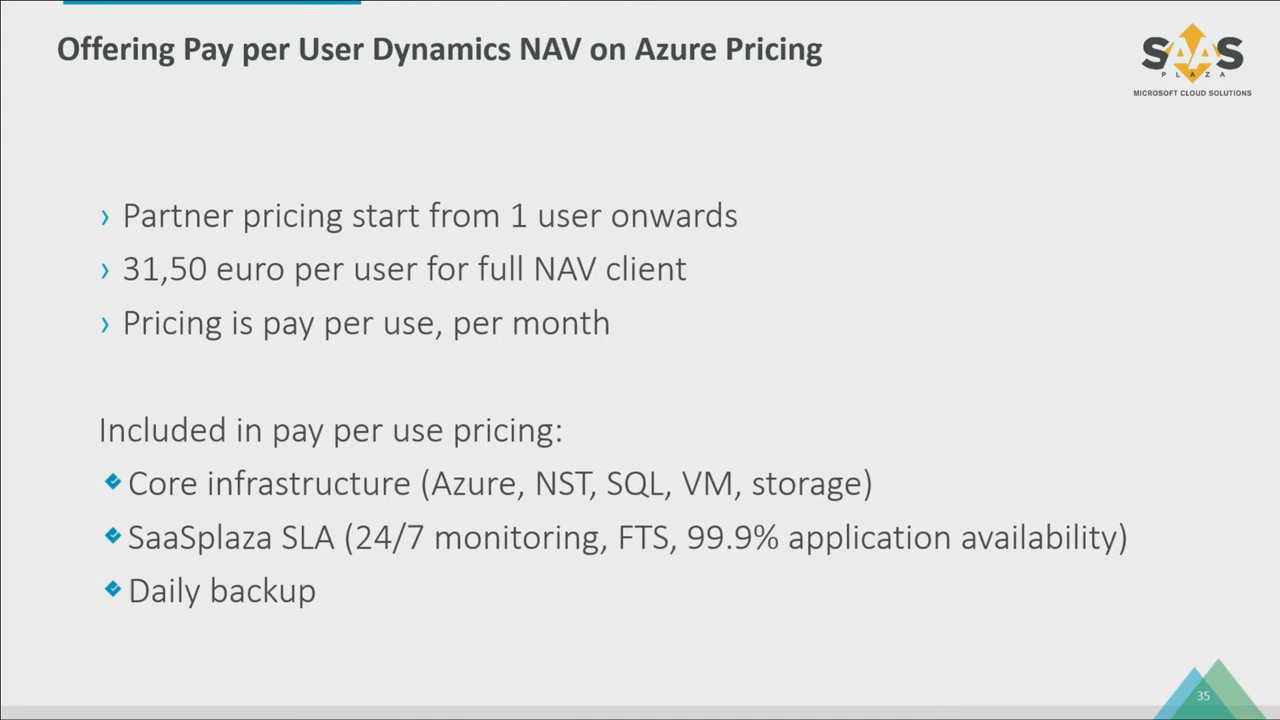 Offering Pay per User Dynamics NAV on Azure Pricing
SAAS
PLAZA
MICROSOFT CLOUD SOLUTIONS
› Partner pricing start from 1 user onwards
› 31,50 euro per user for full NAV client
› Pricing is pay per use, per month
Included in pay per use pricing:
Core infrastructure (Azure, NST, SQL, VM, storage)
SaaSplaza SLA (24/7 monitoring, FTS, 99.9% application availability)
Daily backup
35